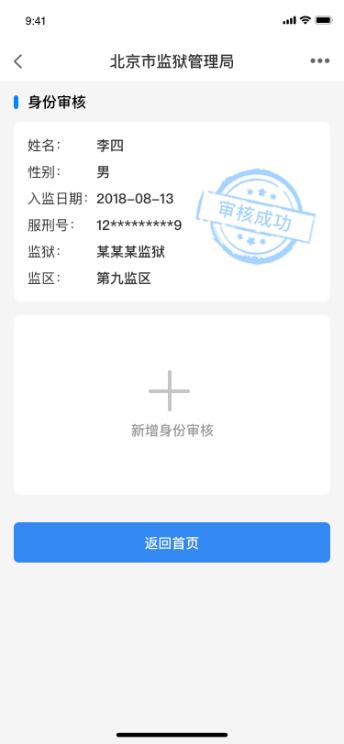 9:41
北京市监狱管理局
身份审核
姓名： 李四
性别： 男
入监日期：2018-08-13
服刑号： 12*********9
监狱： 某某某监狱
监区： 第九监区
审核成功
新增身份审核
返回首页